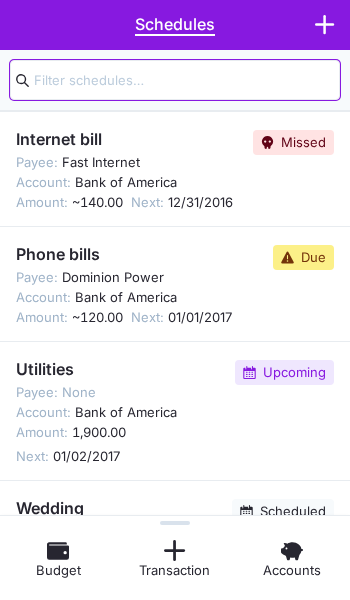 Schedules
Filter schedules...
Internet bill
Missed
Payee: Fast Internet
Account: Bank of America
Amount: ~140.00 Next: 12/31/2016
Phone bills
Due
Payee: Dominion Power
Account: Bank of America
Amount: ~120.00 Next: 01/01/2017
Utilities
Upcoming
Payee: None
Account: Bank of America
Amount: 1,900.00
Next: 01/02/2017
Wedding
Scheduled
Budget
Transaction
Accounts